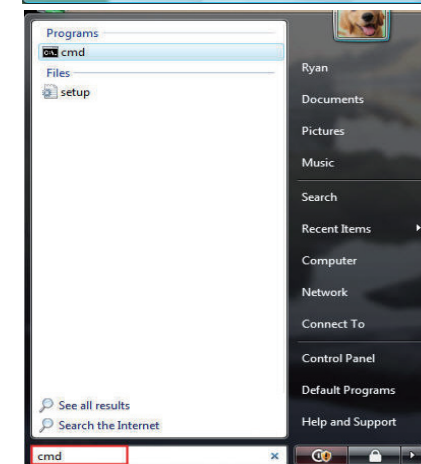 Programs
cmd
Files
setup
See all results
Search the Internet
cmd
Ryan
Documents
Pictures
Music
Search
Recent Items
Computer
Network
Connect To
Control Panel
Default Programs
Help and Support